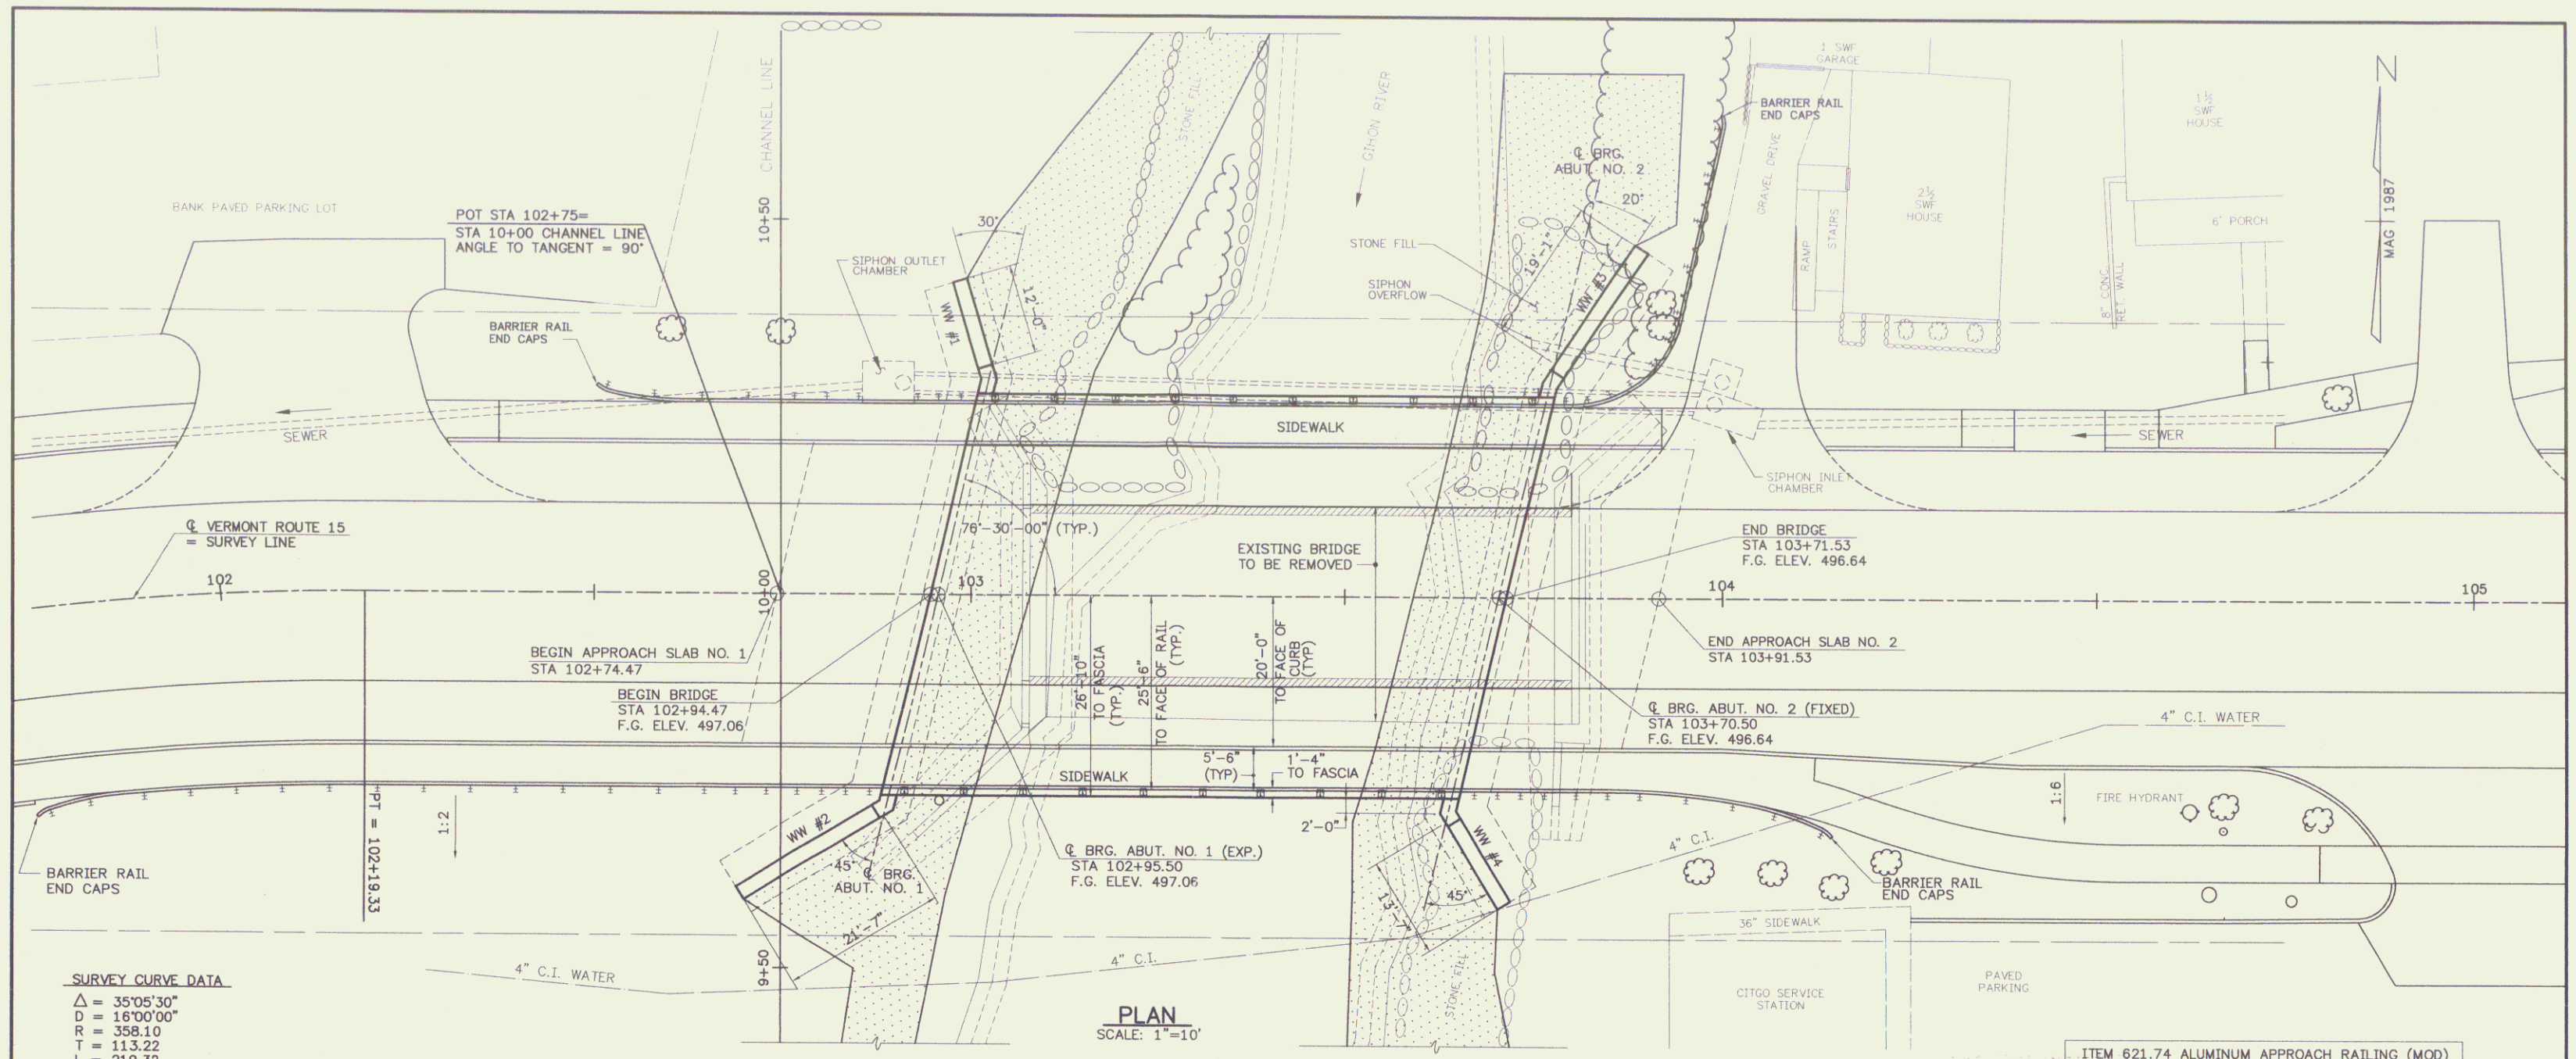 CHANNEL LINE
STONE FILL
GIHON RIVER
1 SWF
GARAGE
BARRIER RAIL
END CAPS
GRAVEL DRIVE
SWF
HOUSE
N
MAG 1987
BANK PAVED PARKING LOT
POT STA 102+75=
STA 10+00 CHANNEL LINE
ANGLE TO TANGENT = 90°
10+50
30°
℄ BRG.
ABUT. NO. 2
20°
SWF
HOUSE
6' PORCH
STAIRS
RAMP
8" CONC.
RET. WALL
SIPHON OUTLET
CHAMBER
STONE FILL
SIPHON
OVERFLOW
19'-1"
WW #3
12'-0"
WW #1
BARRIER RAIL
END CAPS
SEWER
SIDEWALK
SEWER
SIPHON INLET
CHAMBER
76°-30'-00" (TYP.)
℄ VERMONT ROUTE 15
= SURVEY LINE
EXISTING BRIDGE
TO BE REMOVED
END BRIDGE
STA 103+71.53
F.G. ELEV. 496.64
102
10+00
103
104
105
BEGIN APPROACH SLAB NO. 1
STA 102+74.47
END APPROACH SLAB NO. 2
STA 103+91.53
BEGIN BRIDGE
STA 102+94.47
F.G. ELEV. 497.06
26'-10"
TO FASCIA
(TYP.)
25'-6"
TO FACE OF RAIL
(TYP.)
20'-0"
TO FACE OF
CURB
(TYP)
℄ BRG. ABUT. NO. 2 (FIXED)
STA 103+70.50
F.G. ELEV. 496.64
4" C.I. WATER
SIDEWALK
5'-6"
(TYP)
1'-4"
TO FASCIA
2'-0"
1:2
PT = 102+19.33
WW #2
45°
℄ BRG.
ABUT. NO. 1
21'-7"
℄ BRG. ABUT. NO. 1 (EXP.)
STA 102+95.50
F.G. ELEV. 497.06
WW #4
45°
13'-7"
4" C.I.
1:6
FIRE HYDRANT
BARRIER RAIL
END CAPS
BARRIER RAIL
END CAPS
36" SIDEWALK
9+50
4" C.I. WATER
4" C.I.
STONE FILL
CITGO SERVICE
STATION
PAVED
PARKING
SURVEY CURVE DATA
△ = 35°05'30"
D = 16°00'00"
R = 358.10
T = 113.22
PLAN
SCALE: 1"=10'
ITEM 621.74 ALUMINUM APPROACH RAILING (MOD)